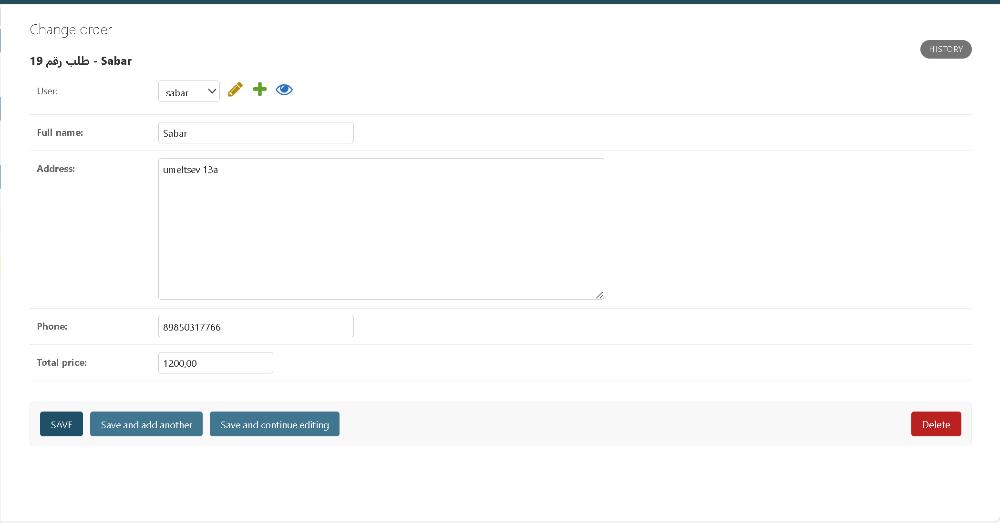 Change order
HISTORY
طلب رقم 19 - Sabar
User:
sabar
Full name:
Sabar
Address:
umeltsev 13a
Phone:
89850317766
Total price:
1200,00
SAVE
Save and add another
Save and continue editing
Delete